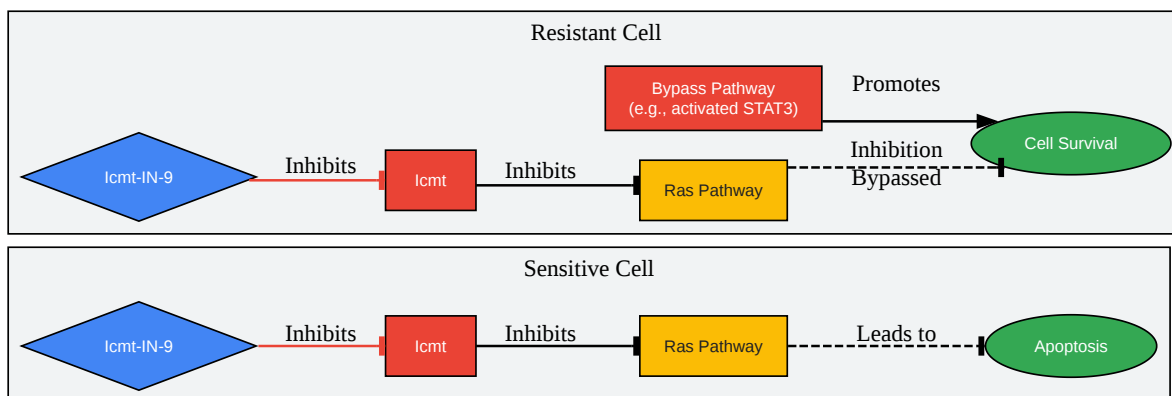 Resistant Cell
Bypass Pathway
(e.g., activated STAT3)
Promotes
Cell Survival
Icmt-IN-9
Inhibits
Icmt
Inhibits
Ras Pathway
Inhibition
Bypassed
Sensitive Cell
Icmt-IN-9
Inhibits
Icmt
Inhibits
Ras Pathway
Leads to
Apoptosis